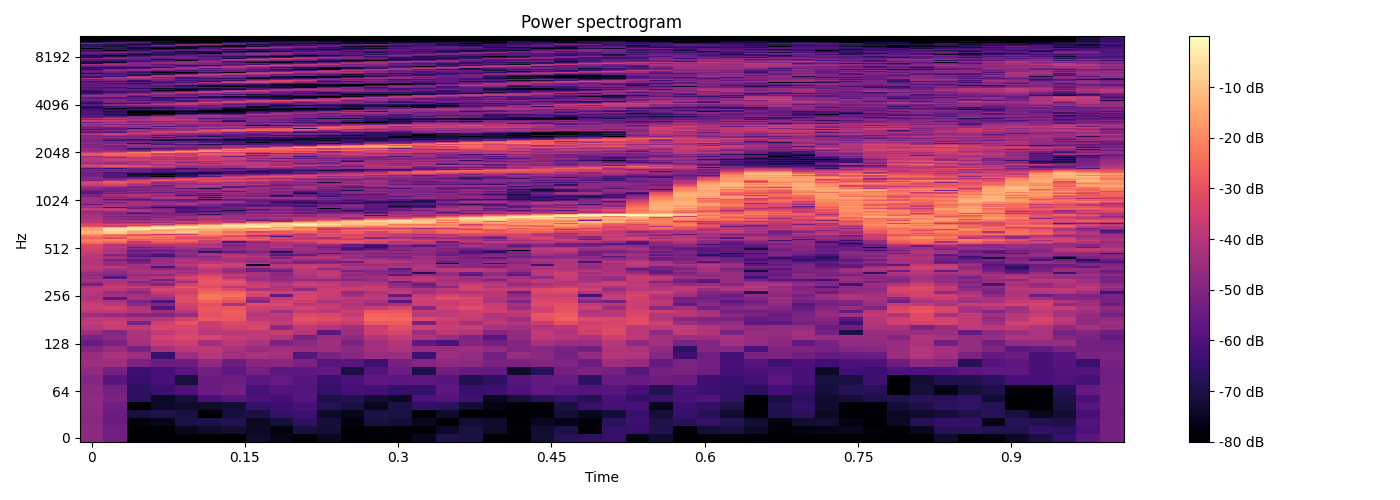 Power spectrogram
Hz
8192
4096
2048
1024
512
256
128
64
0
0 0.15 0.3 0.45 0.6 0.75 0.9
Time
-10 dB
-20 dB
-30 dB
-40 dB
-50 dB
-60 dB
-70 dB
-80 dB